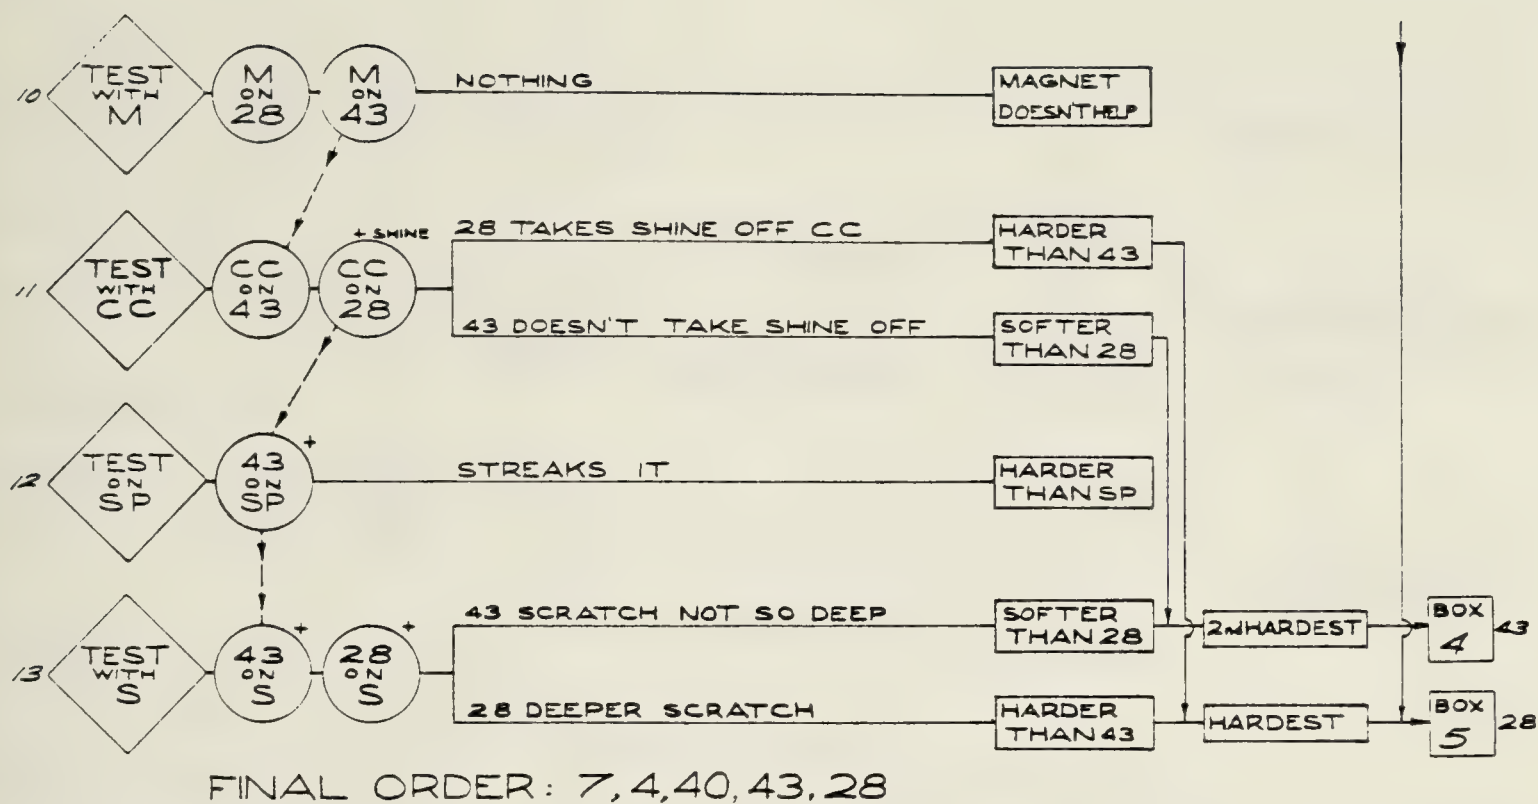 10
TEST
WITH
M
M
ON
28
M
ON
43
NOTHING
MAGNET
DOESN'T HELP
11
TEST
WITH
CC
CC
ON
43
+ SHINE
CC
ON
28
28 TAKES SHINE OFF CC
HARDER
THAN 43
43 DOESN'T TAKE SHINE OFF
SOFTER
THAN 28
12
TEST
ON
SP
43
ON
SP
+
STREAKS IT
HARDER
THAN SP
13
TEST
WITH
S
43
ON
S
+
28
ON
S
+
43 SCRATCH NOT SO DEEP
SOFTER
THAN 28
2nd HARDEST
BOX
4
43
28 DEEPER SCRATCH
HARDER
THAN 43
HARDEST
BOX
5
28
FINAL ORDER: 7, 4, 40, 43, 28